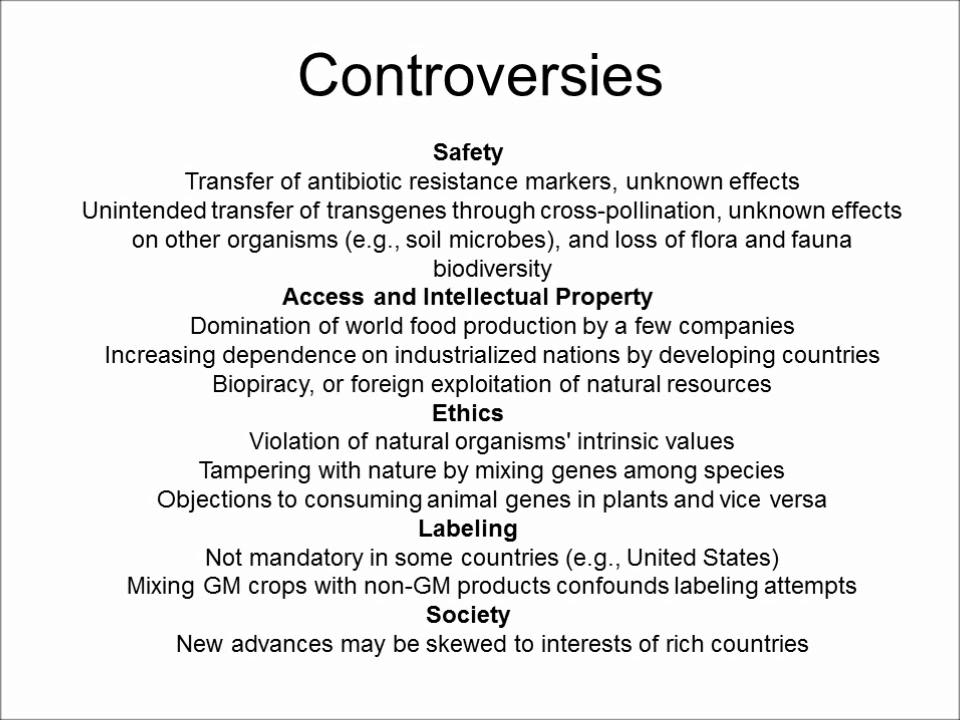 Controversies
Safety
Transfer of antibiotic resistance markers, unknown effects
Unintended transfer of transgenes through cross-pollination, unknown effects
on other organisms (e.g., soil microbes), and loss of flora and fauna
biodiversity
Access and Intellectual Property
Domination of world food production by a few companies
Increasing dependence on industrialized nations by developing countries
Biopiracy, or foreign exploitation of natural resources
Ethics
Violation of natural organisms' intrinsic values
Tampering with nature by mixing genes among species
Objections to consuming animal genes in plants and vice versa
Labeling
Not mandatory in some countries (e.g., United States)
Mixing GM crops with non-GM products confounds labeling attempts
Society
New advances may be skewed to interests of rich countries